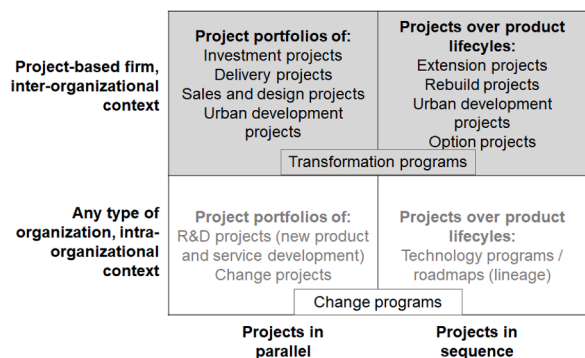 Project-based firm,
inter-organizational
context
Project portfolios of:
Investment projects
Delivery projects
Sales and design projects
Urban development
projects
Projects over product
lifecyles:
Extension projects
Rebuild projects
Urban development
projects
Option projects
Transformation programs
Any type of
organization, intra-
organizational
context
Project portfolios of:
R&D projects (new product
and service development)
Change projects
Projects over product
lifecyles:
Technology programs /
roadmaps (lineage)
Change programs
Projects in
parallel
Projects in
sequence